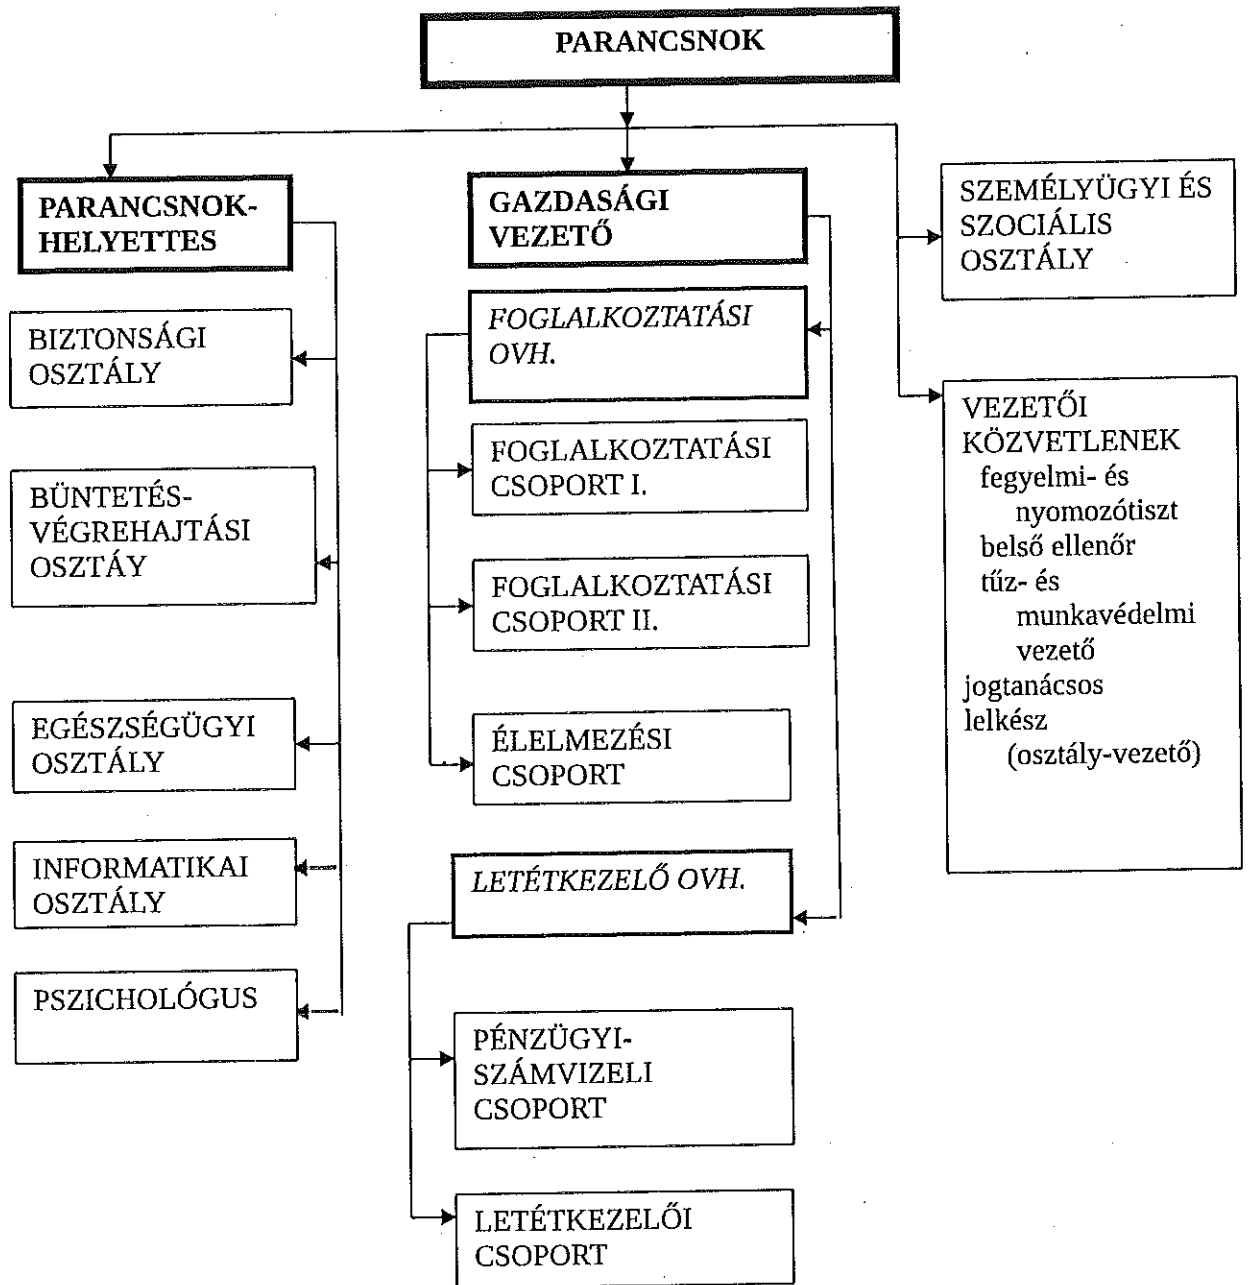 PARANCSNOK
PARANCSNOK-
HELYETTES
BIZTONSÁGI
OSZTÁLY
BÜNTETÉS-
VÉGREHAJTÁSI
OSZTÁY
EGÉSZSÉGÜGYI
OSZTÁLY
INFORMATIKAI
OSZTÁLY
PSZICHOLÓGUS
GAZDASÁGI
VEZETŐ
FOGLALKOZTATÁSI
OVH.
FOGLALKOZTATÁSI
CSOPORT I.
FOGLALKOZTATÁSI
CSOPORT II.
ÉLELMEZÉSI
CSOPORT
LETÉTKEZELŐ OVH.
PÉNZÜGYI-
SZÁMVIZELI
CSOPORT
LETÉTKEZELŐI
CSOPORT
SZEMÉLYÜGYI ÉS
SZOCIÁLIS
OSZTÁLY
VEZETŐI
KÖZVETLENEK
fegyelmi- és
nyomozótiszt
belső ellenőr
tűz- és
munkavédelmi
vezető
jogtanácsos
lelkész
(osztály-vezető)